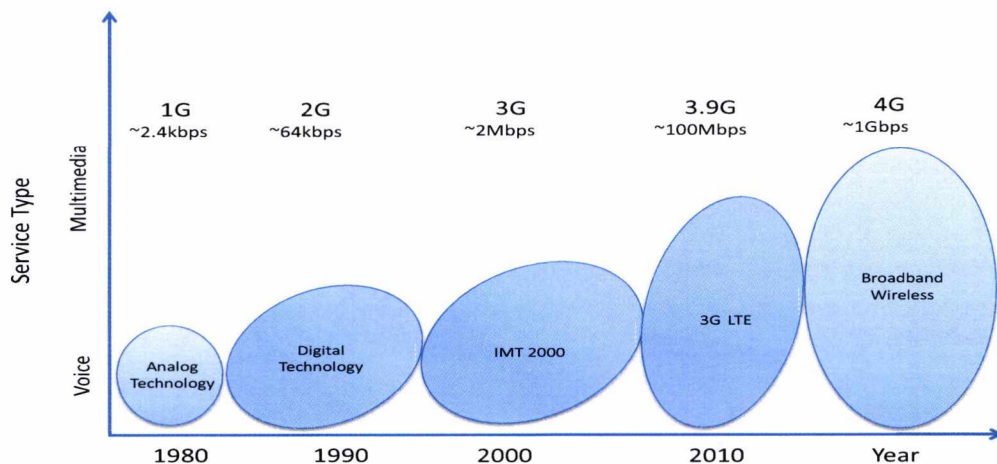 1G
~2.4kbps
2G
~64kbps
3G
~2Mbps
3.9G
~100Mbps
4G
~1Gbps
Service Type
Multimedia
Voice
Analog
Technology
Digital
Technology
IMT 2000
3G LTE
Broadband
Wireless
1980
1990
2000
2010
Year